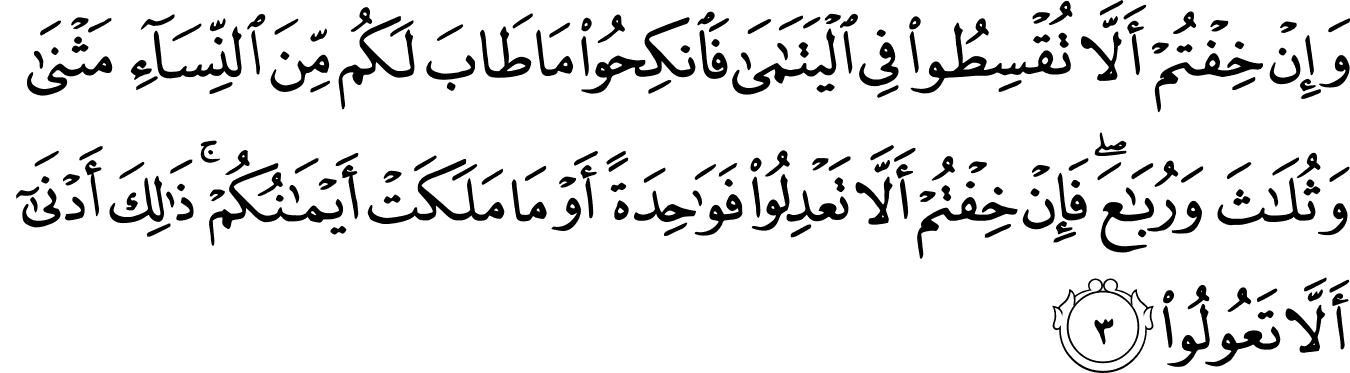 وَإِنْ خِفْتُمْ أَلَّا تُقْسِطُوا۟ فِى ٱلْيَتَـٰمَىٰ فَٱنكِحُوا۟ مَا طَابَ لَكُم مِّنَ ٱلنِّسَآءِ مَثْنَىٰ
وَثُلَـٰثَ وَرُبَـٰعَ ۖ فَإِنْ خِفْتُمْ أَلَّا تَعْدِلُوا۟ فَوَٰحِدَةً أَوْ مَا مَلَكَتْ أَيْمَـٰنُكُمْ ۚ ذَٰلِكَ أَدْنَىٰٓ
أَلَّا تَعُولُوا۟ ٣